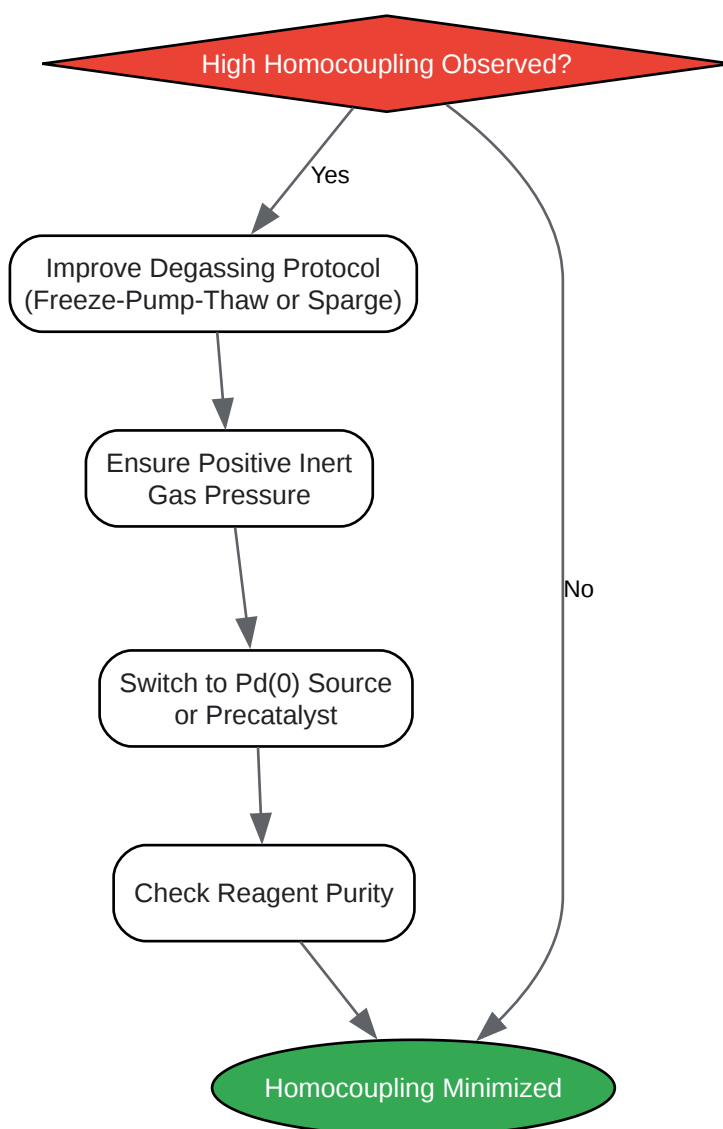 High Homocoupling Observed?
Yes
Improve Degassing Protocol
(Freeze-Pump-Thaw or Sparge)
Ensure Positive Inert
Gas Pressure
No
Switch to Pd(0) Source
or Precatalyst
Check Reagent Purity
Homocoupling Minimized